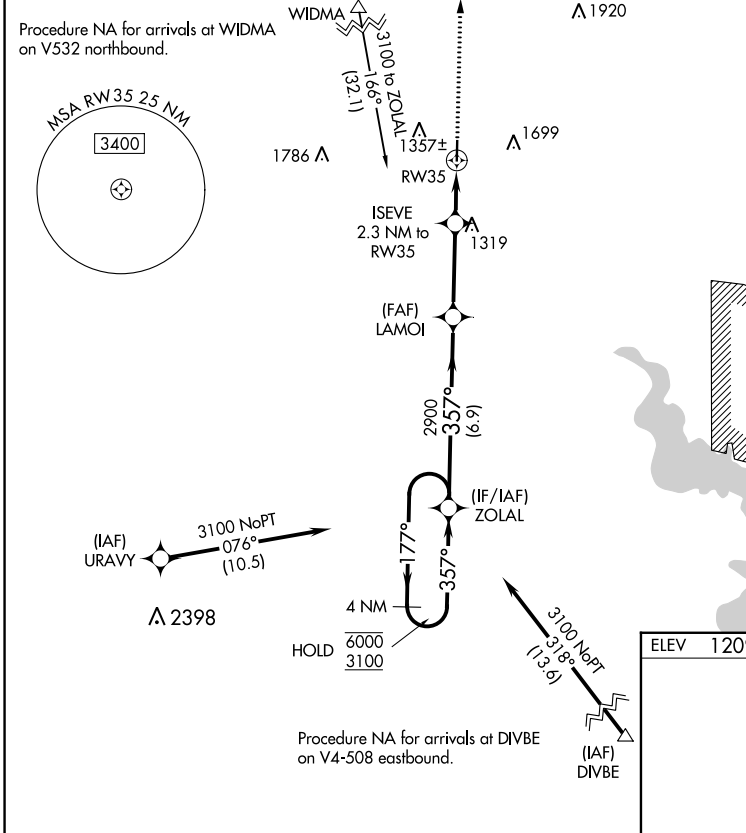 Procedure NA for arrivals at WIDMA
on V532 northbound.
WIDMA
1920
3100 to ZOLAL
166°
(32.1)
MSA RW35 25 NM
3400
1786
1357±
1699
RW35
ISEVE
2.3 NM to
RW35
1319
(FAF)
LAMOI
2900
357°
(6.9)
(IF/IAF)
ZOLAL
177°
357°
(IAF)
URAVY
3100 NoPT
076°
(10.5)
2398
4 NM
HOLD
6000
3100
3100 NoPT
318°
(13.6)
(IAF)
DIVBE
Procedure NA for arrivals at DIVBE
on V4-508 eastbound.
ELEV 1209